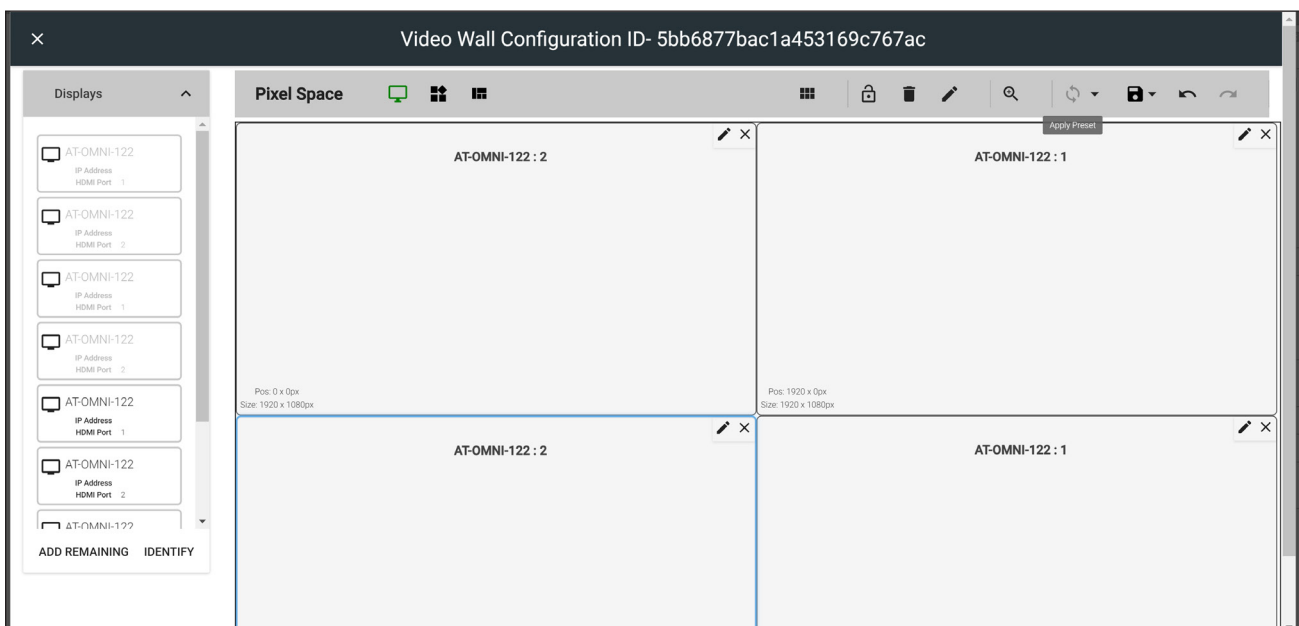 Video Wall Configuration ID- 5bb6877bac1a453169c767ac
Displays
Pixel Space
Apply Preset
AT-OMNI-122
IP Address
HDMI Port 1
AT-OMNI-122
IP Address
HDMI Port 2
AT-OMNI-122
IP Address
HDMI Port 1
AT-OMNI-122
IP Address
HDMI Port 2
AT-OMNI-122
IP Address
HDMI Port 1
AT-OMNI-122
IP Address
HDMI Port 2
AT-OMNI-122
ADD REMAINING IDENTIFY
AT-OMNI-122 : 2
Pos: 0 x 0px
Size: 1920 x 1080px
AT-OMNI-122 : 1
Pos: 1920 x 0px
Size: 1920 x 1080px
AT-OMNI-122 : 2
AT-OMNI-122 : 1